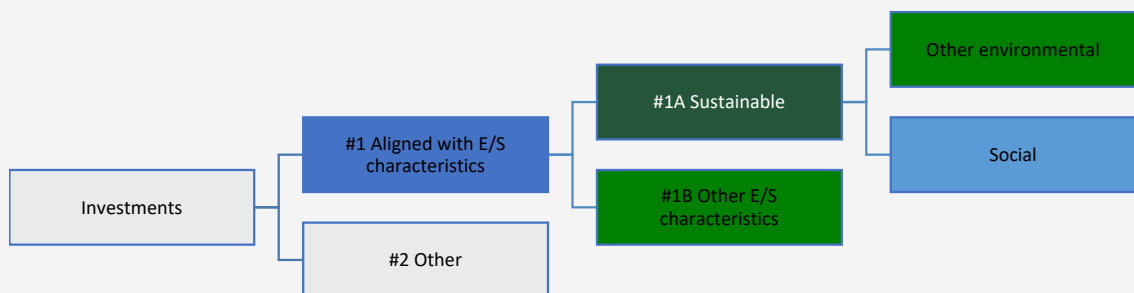 Investments
#1 Aligned with E/S
characteristics
#2 Other
#1A Sustainable
#1B Other E/S
characteristics
Other environmental
Social